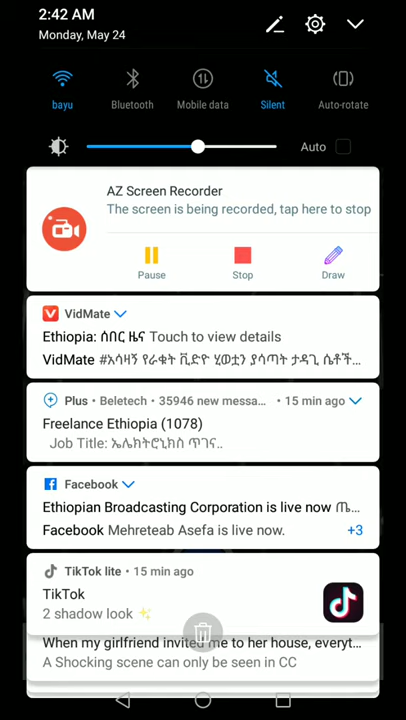 2:42 AM
Monday, May 24
bayu
Bluetooth
Mobile data
Silent
Auto-rotate
Auto
AZ Screen Recorder
The screen is being recorded, tap here to stop
Pause
Stop
Draw
VidMate
Ethiopia: ሰበር ዜና Touch to view details
VidMate #አሳዛኝ የራቁት ቪድዮ ሂወቷን ያሳጣት ታዳጊ ሴቶች…
Plus • Beletech • 35946 new messa… • 15 min ago
Freelance Ethiopia (1078)
Job Title: ኤሌክትሮኒክስ ጥገና..
Facebook
Ethiopian Broadcasting Corporation is live now ጤ…
Facebook Mehreteab Asefa is live now.
+3
TikTok lite • 15 min ago
TikTok
2 shadow look ✨
When my girlfriend invited me to her house, everyt…
A Shocking scene can only be seen in CC